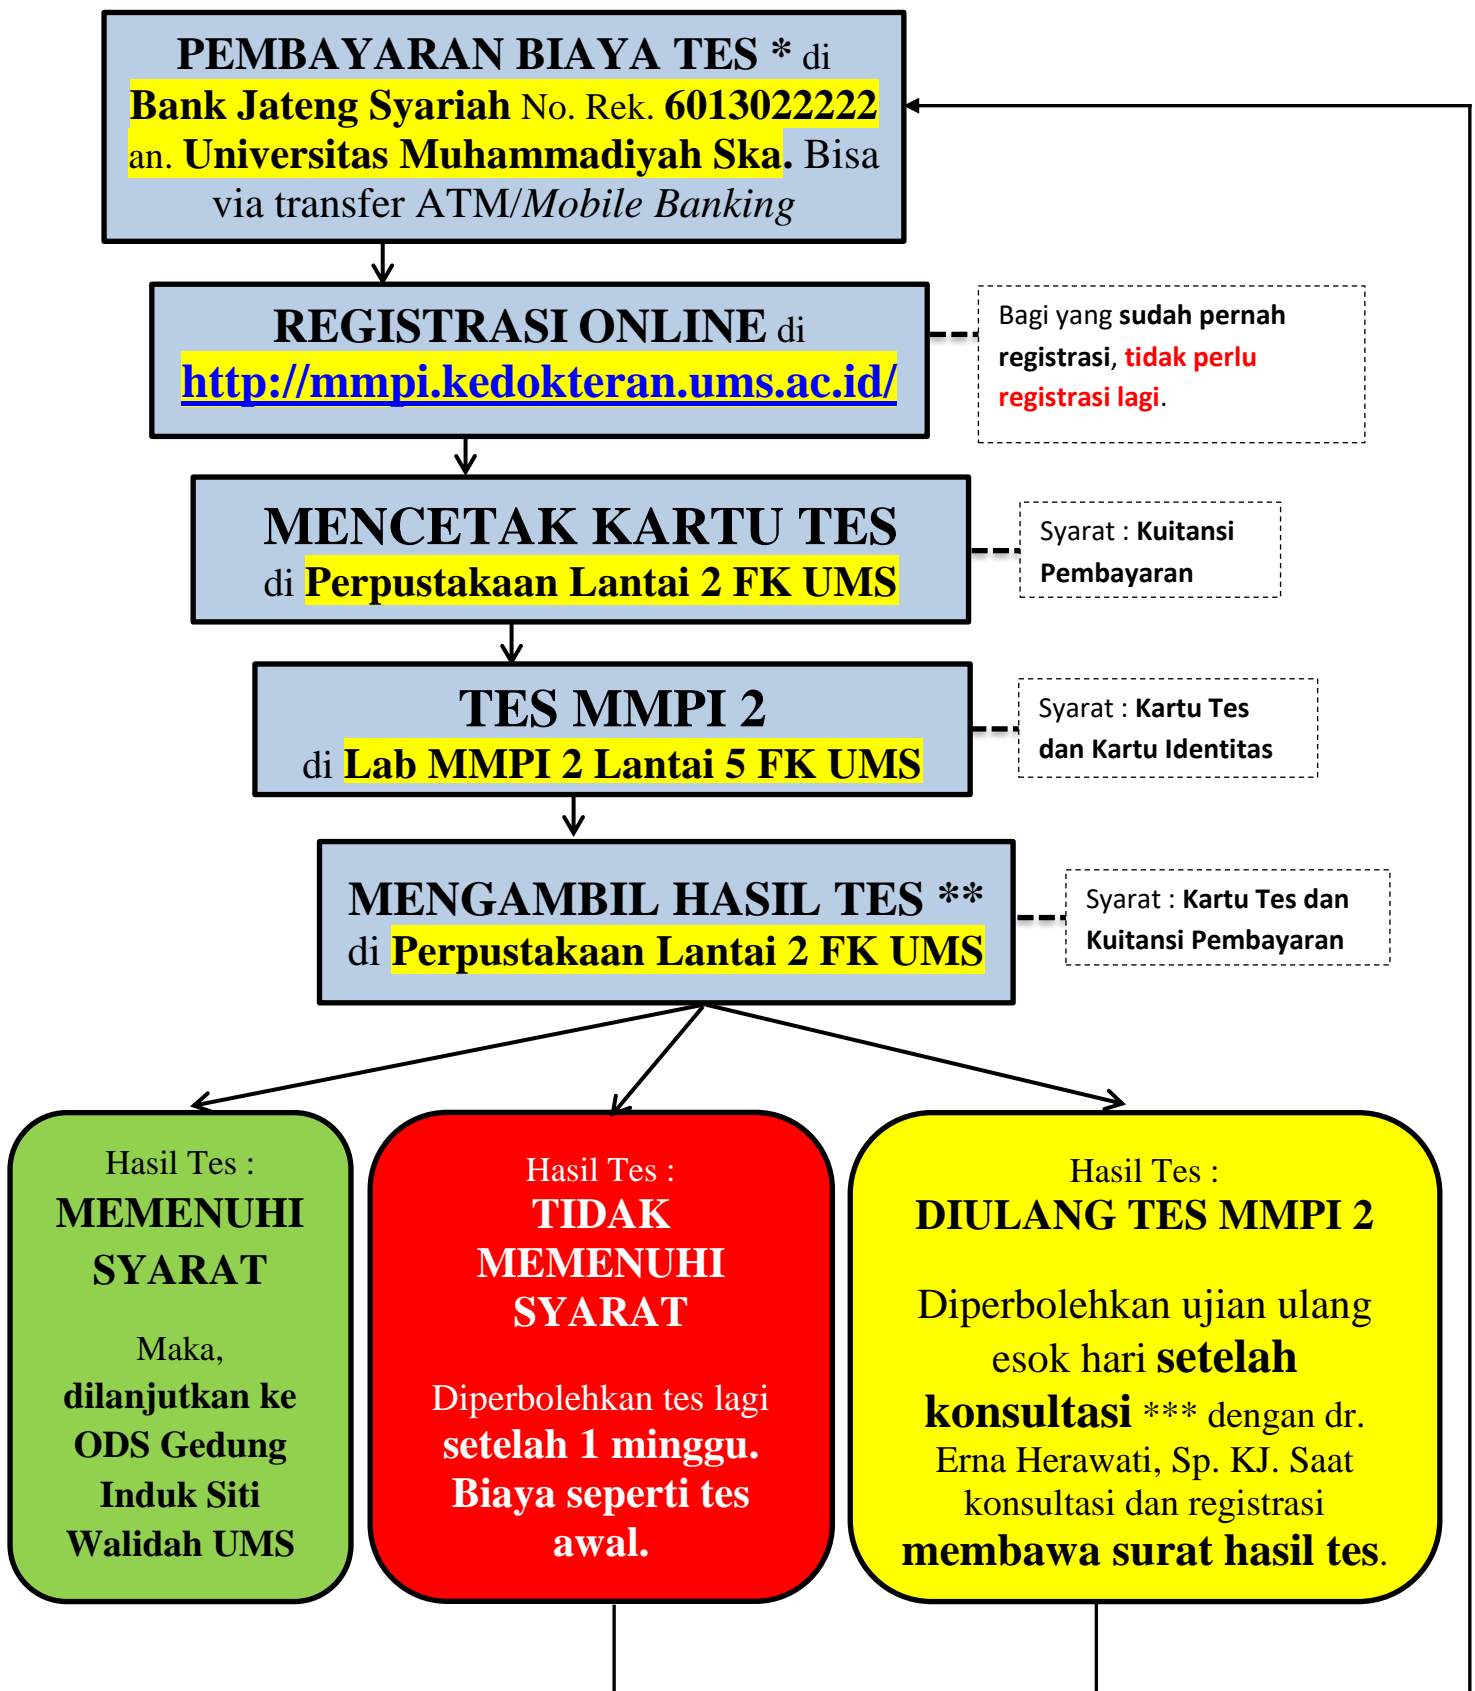 PEMBAYARAN BIAYA TES * di
Bank Jateng Syariah No. Rek. 6013022222
an. Universitas Muhammadiyah Ska. Bisa
via transfer ATM/Mobile Banking
REGISTRASI ONLINE di
http://mmpi.kedokteran.ums.ac.id/
Bagi yang sudah pernah
registrasi, tidak perlu
registrasi lagi.
MENCETAK KARTU TES
di Perpustakaan Lantai 2 FK UMS
Syarat : Kuitansi
Pembayaran
TES MMPI 2
di Lab MMPI 2 Lantai 5 FK UMS
Syarat : Kartu Tes
dan Kartu Identitas
MENGAMBIL HASIL TES **
di Perpustakaan Lantai 2 FK UMS
Syarat : Kartu Tes dan
Kuitansi Pembayaran
Hasil Tes :
MEMENUHI
SYARAT
Maka,
dilanjutkan ke
ODS Gedung
Induk Siti
Walidah UMS
Hasil Tes :
TIDAK
MEMENUHI
SYARAT
Diperbolehkan tes lagi
setelah 1 minggu.
Biaya seperti tes
awal.
Hasil Tes :
DIULANG TES MMPI 2
Diperbolehkan ujian ulang
esok hari setelah
konsultasi *** dengan dr.
Erna Herawati, Sp. KJ. Saat
konsultasi dan registrasi
membawa surat hasil tes.